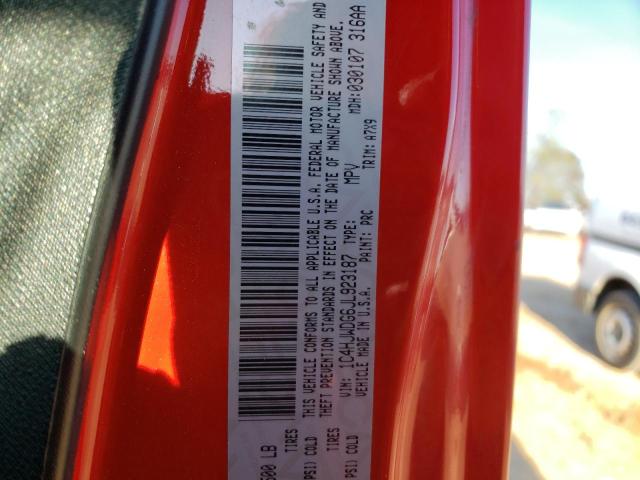 500 LB
TIRES
PSI) COLD
THIS VEHICLE CONFORMS TO ALL APPLICABLE U.S.A. FEDERAL MOTOR VEHICLE SAFETY AND
THEFT PREVENTION STANDARDS IN EFFECT ON THE DATE OF MANUFACTURE SHOWN ABOVE.
TIRES
VIN: 1C4HJWDG6JL923187 TYPE: MPV MDH:030107 316AA
PSI) COLD
VEHICLE MADE IN U.S.A. PAINT: PRC TRIM: A7X9